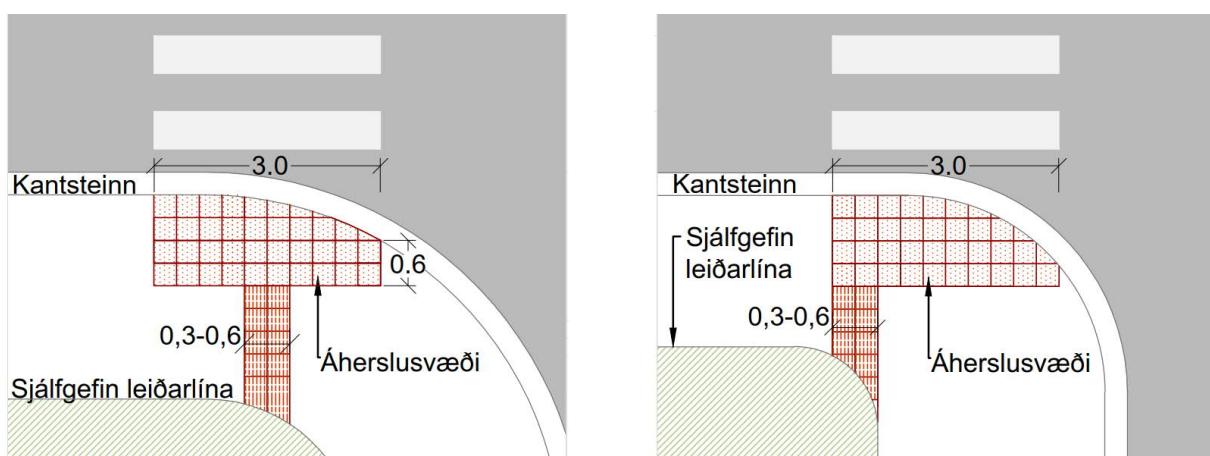 3.0
Kantsteinn
0.6
0,3-0,6
Áherslusvæði
Sjálfgefin leiðarlína
3.0
Kantsteinn
Sjálfgefin
leiðarlína
0,3-0,6
Áherslusvæði